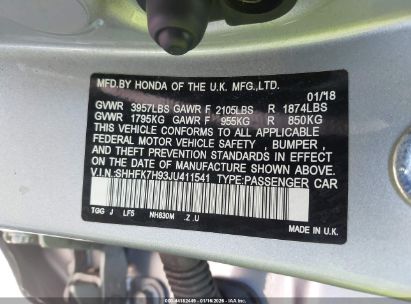 MFD.BY HONDA OF THE U.K. MFG.,LTD.
01/18
GVWR 3957LBS GAWR F 2105LBS R 1874LBS
GVWR 1795KG GAWR F 955KG R 850KG
THIS VEHICLE CONFORMS TO ALL APPLICABLE
FEDERAL MOTOR VEHICLE SAFETY , BUMPER ,
AND THEFT PREVENTION STANDARDS IN EFFECT ON
THE DATE OF MANUFACTURE SHOWN ABOVE.
V.I.N:SHHFK7H93JU411541 TYPE:PASSENGER CAR
TGG J LF5 NH830M .Z .U
MADE IN U.K.